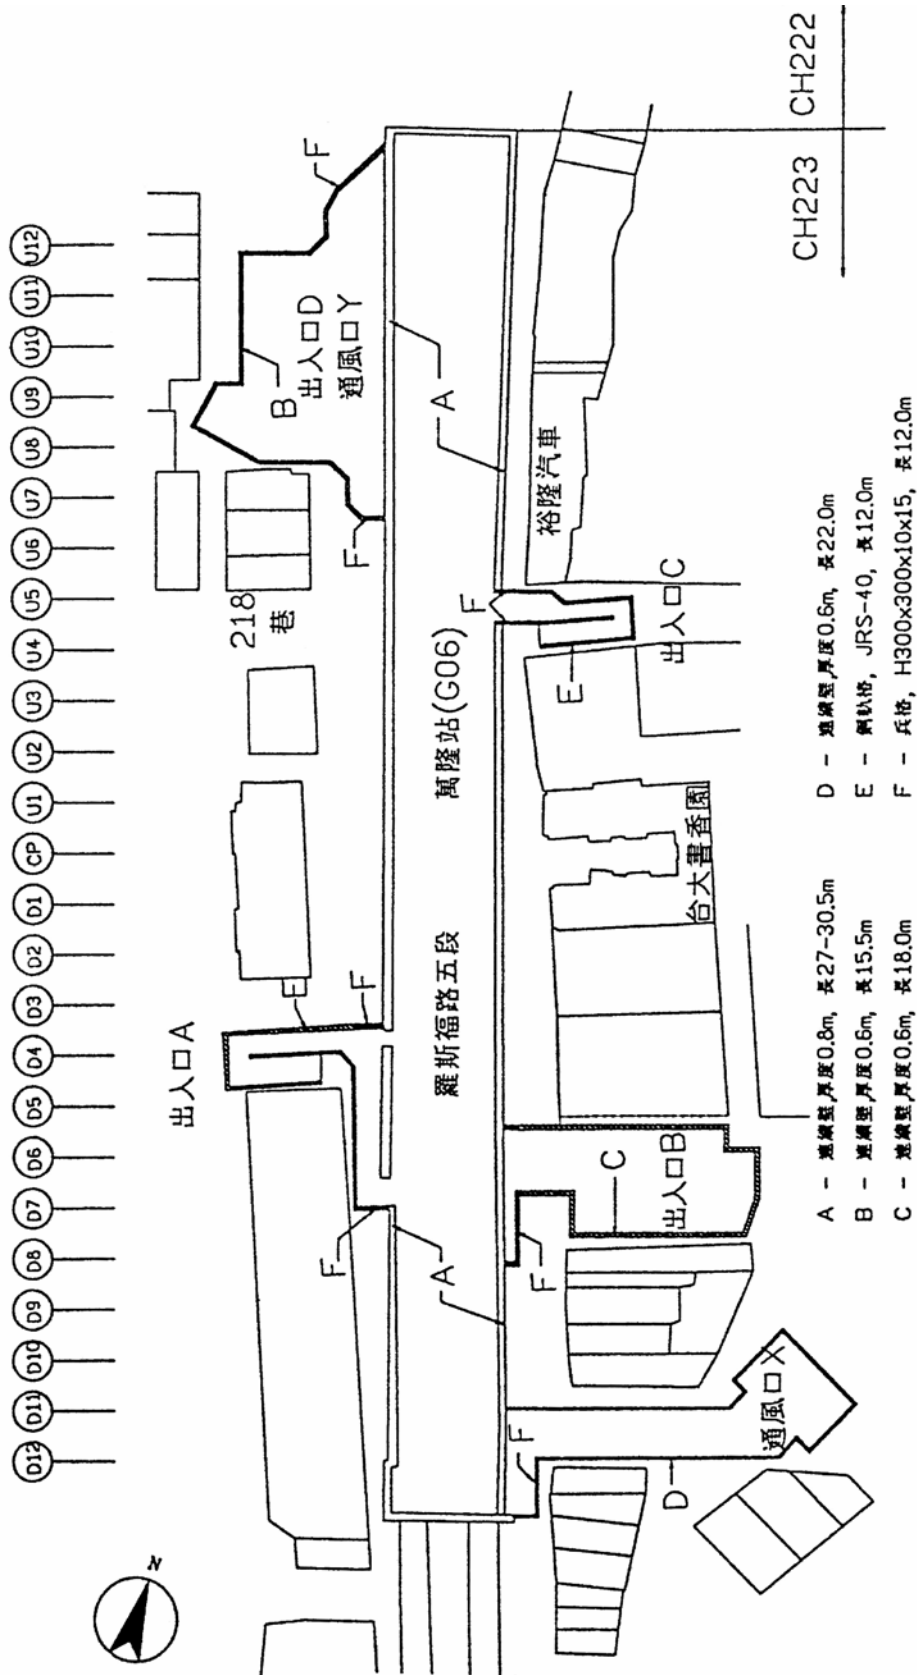 U12
U11
U10
U9
U8
U7
U6
U5
U4
U3
U2
U1
CP
D1
D2
D3
D4
D5
D6
D7
D8
D9
D10
D11
D12
N
CH222
CH223
F
B
出入口D
通風口Y
A
F
218
巷
裕隆汽車
F
E
出入口C
萬隆站(G06)
羅斯福路五段
台大書香園
出入口A
E
F
F
A
C
出入口B
F
F
D
通風口X
A - 連續壁,厚度0.8m, 長27-30.5m
B - 連續壁,厚度0.6m, 長15.5m
C - 連續壁,厚度0.6m, 長18.0m
D - 連續壁,厚度0.6m, 長22.0m
E - 鋼軌樁, JRS-40, 長12.0m
F - 兵樁, H300x300x10x15, 長12.0m